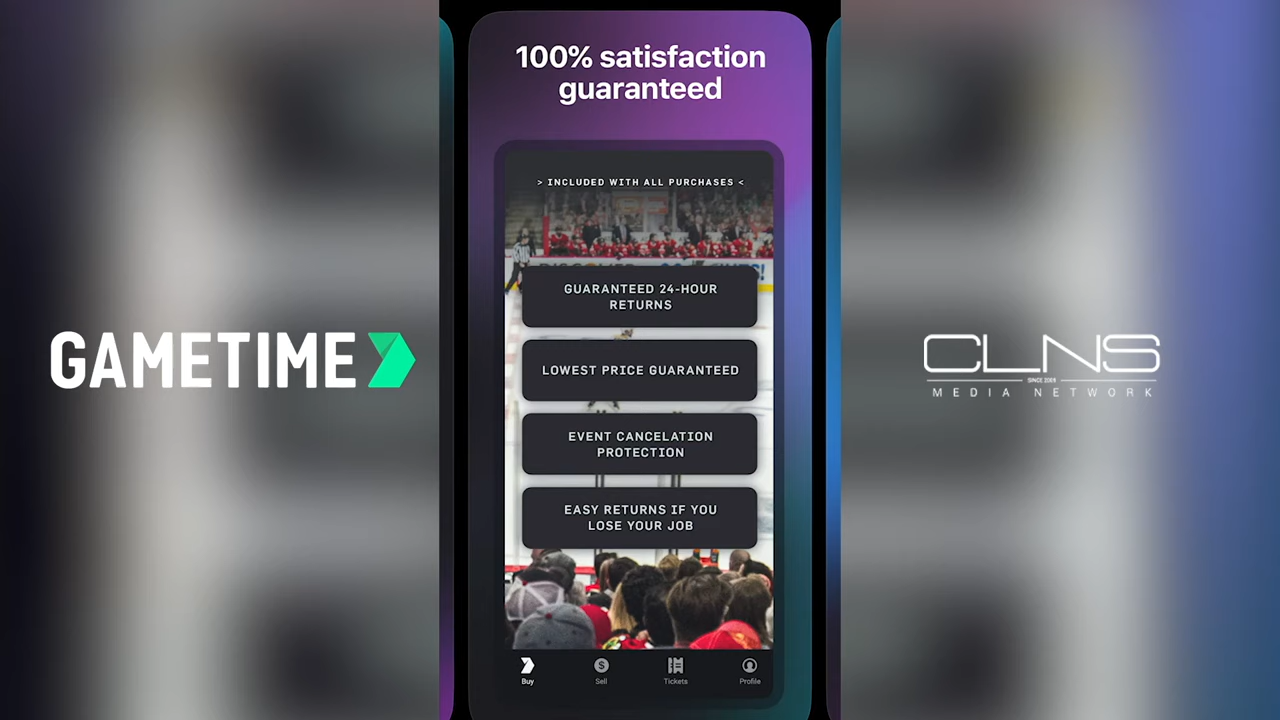 100% satisfaction
guaranteed
> INCLUDED WITH ALL PURCHASES <
GUARANTEED 24-HOUR
RETURNS
LOWEST PRICE GUARANTEED
EVENT CANCELATION
PROTECTION
EASY RETURNS IF YOU
LOSE YOUR JOB
Buy
Sell
Tickets
Profile
GAMETIME
CLNS
MEDIA NETWORK